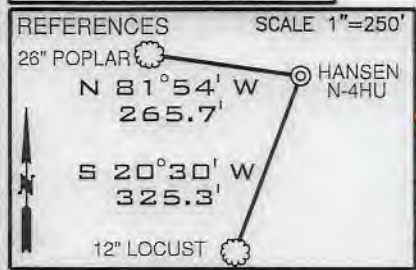 REFERENCES SCALE 1"=250'
26" POPLAR
HANSEN
N-4HU
N 81°54' W
265.7'
N
S 20°30' W
325.3'
12" LOCUST